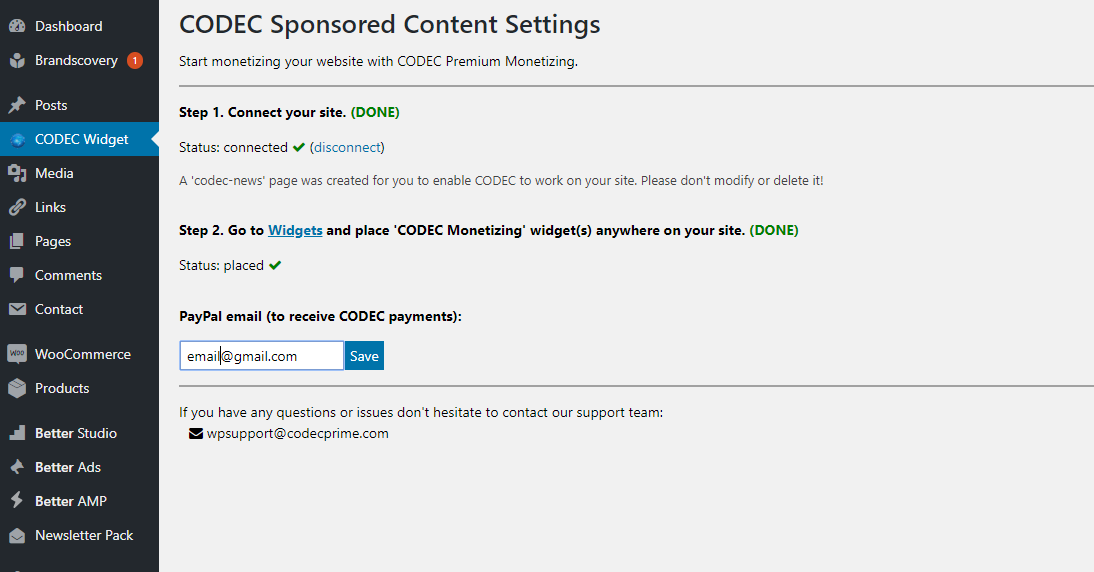 Dashboard
Brandscovery 1
Posts
CODEC Widget
Media
Links
Pages
Comments
Contact
WOO WooCommerce
Products
Better Studio
Better Ads
Better AMP
Newsletter Pack
CODEC Sponsored Content Settings
Start monetizing your website with CODEC Premium Monetizing.
Step 1. Connect your site. (DONE)
Status: connected ✔ (disconnect)
A 'codec-news' page was created for you to enable CODEC to work on your site. Please don't modify or delete it!
Step 2. Go to Widgets and place 'CODEC Monetizing' widget(s) anywhere on your site. (DONE)
Status: placed ✔
PayPal email (to receive CODEC payments):
email@gmail.com Save
If you have any questions or issues don't hesitate to contact our support team:
wpsupport@codecprime.com